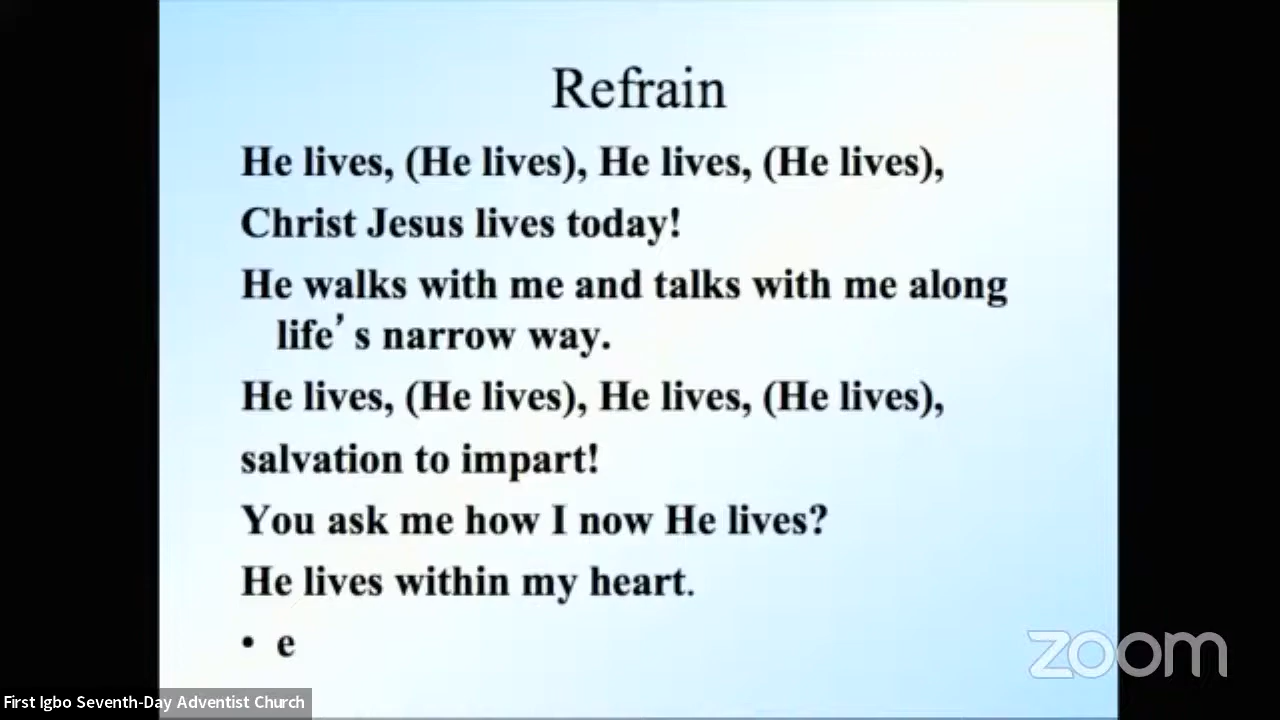 Refrain
He lives, (He lives), He lives, (He lives),
Christ Jesus lives today!
He walks with me and talks with me along
life’s narrow way.
He lives, (He lives), He lives, (He lives),
salvation to impart!
You ask me how I now He lives?
He lives within my heart.
• e
zoom
First Igbo Seventh-Day Adventist Church